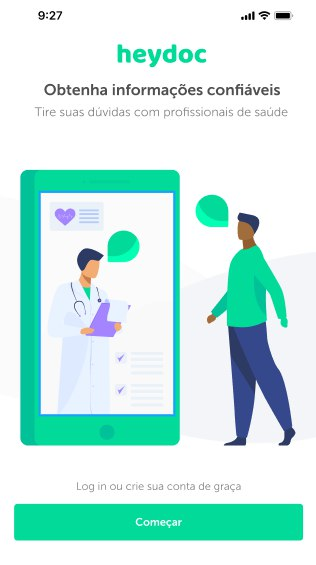 9:27
heydoc
Obtenha informações confiáveis
Tire suas dúvidas com profissionais de saúde
Log in ou crie sua conta de graça
Começar